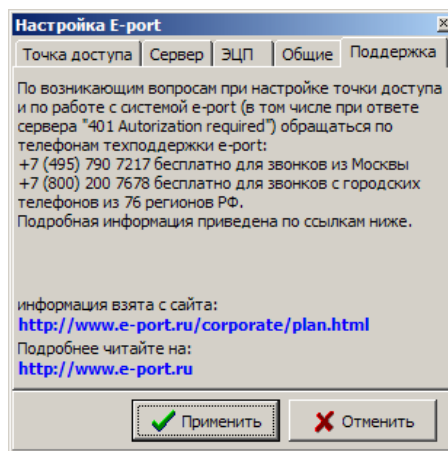 Настройка E-port
Точка доступа
Сервер
ЭЦП
Общие
Поддержка
По возникающим вопросам при настройке точки доступа
и по работе с системой e-port (в том числе при ответе
сервера "401 Autorization required") обращаться по
телефонам техподдержки e-port:
+7 (495) 790 7217 бесплатно для звонков из Москвы
+7 (800) 200 7678 бесплатно для звонков с городских
телефонов из 76 регионов РФ.
Подробная информация приведена по ссылкам ниже.
информация взята с сайта:
http://www.e-port.ru/corporate/plan.html
Подробнее читайте на:
http://www.e-port.ru
Применить
Отменить